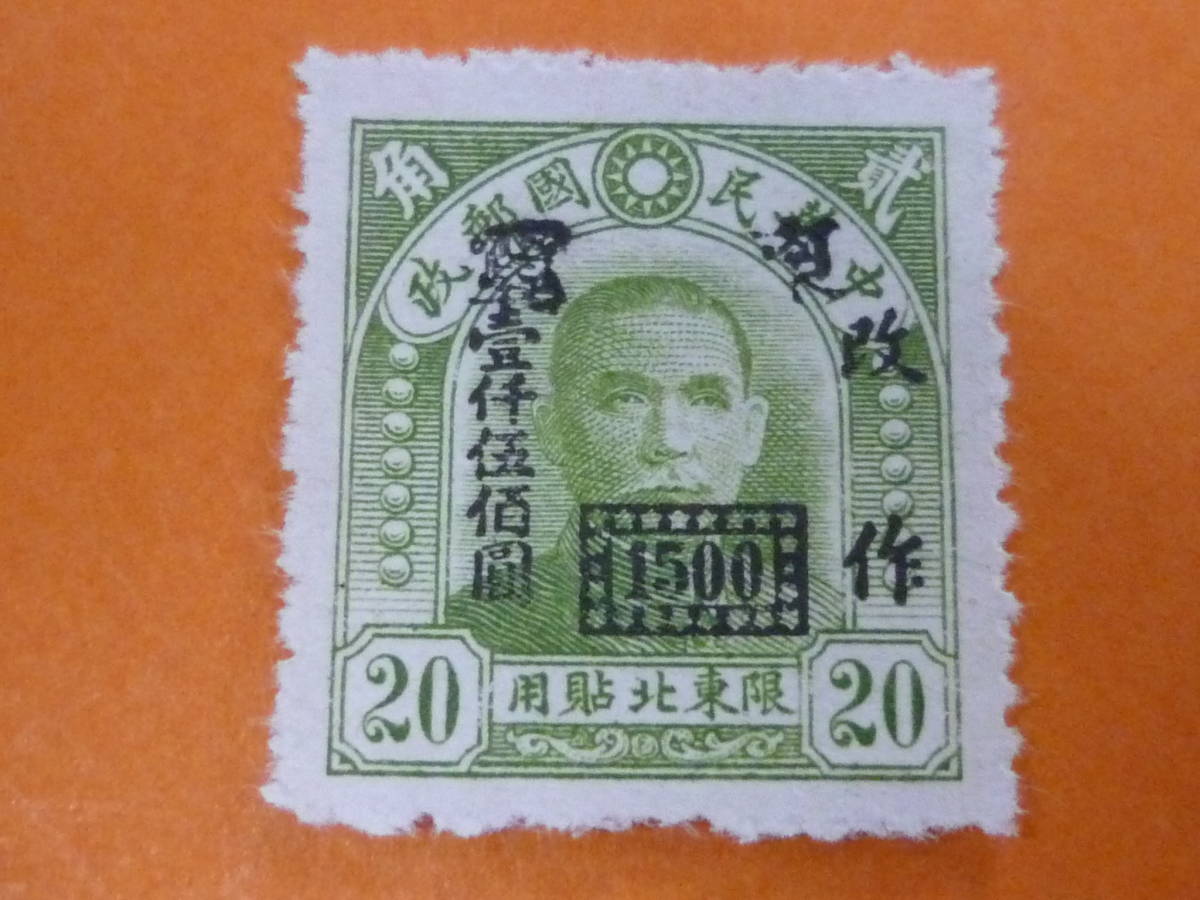 貳角
中華民國郵政
改作
壹仟伍佰圓
1500
限東北貼用
20
20